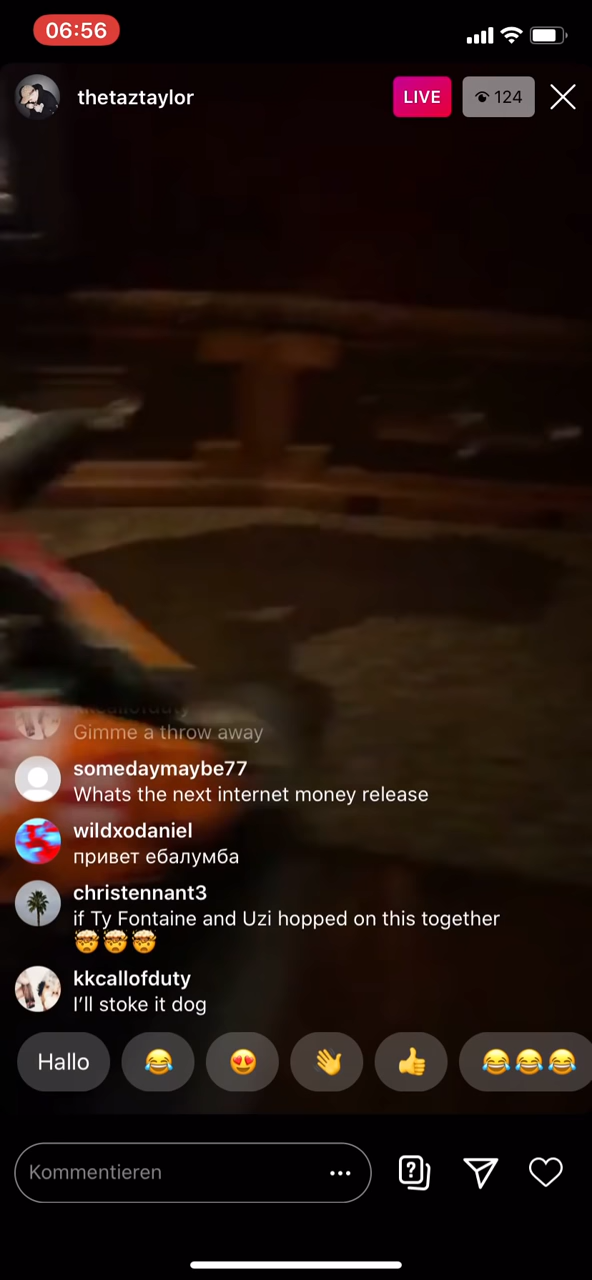 06:56
thetaztaylor
LIVE
124
kkcallofduty
Gimme a throw away
somedaymaybe77
Whats the next internet money release
wildxodaniel
привет ебалумба
christennant3
if Ty Fontaine and Uzi hopped on this together
🤯🤯🤯
kkcallofduty
I’ll stoke it dog
Hallo 😂 😍 👋 👍 😂😂😂
Kommentieren